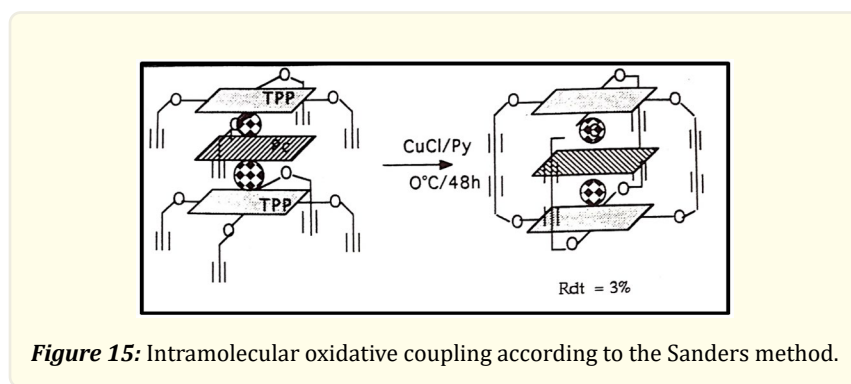 TPP
Pc
TPP
CuCl/Py
0°C/48h
Rdt = 3%
Figure 15: Intramolecular oxidative coupling according to the Sanders method.